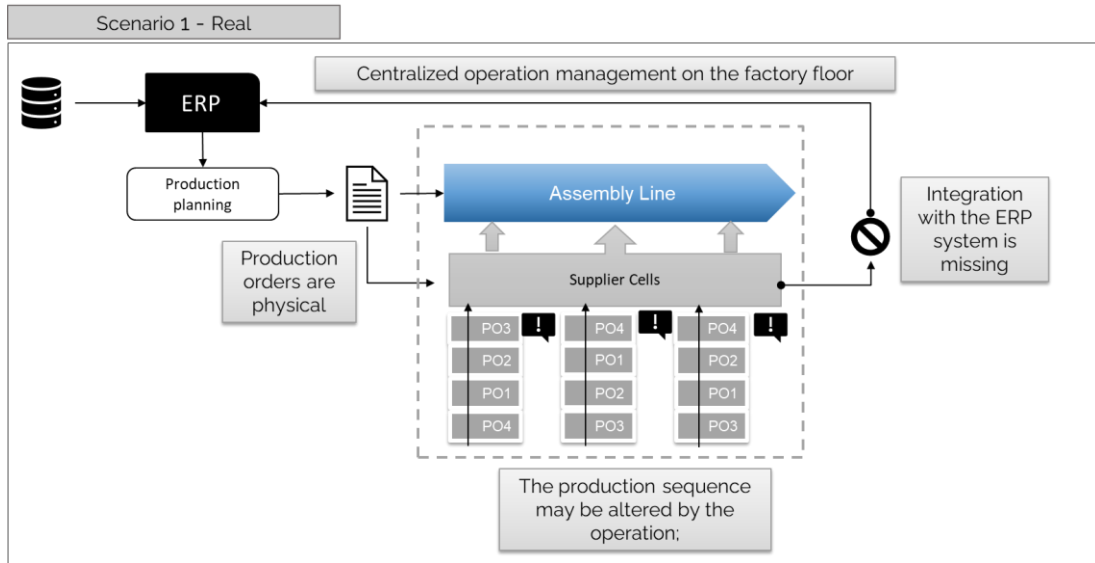 Scenario 1 - Real
Centralized operation management on the factory floor
ERP
Production
planning
Assembly Line
Integration
with the ERP
system is
missing
Production
orders are
physical
Supplier Cells
PO3
PO2
PO1
PO4
!
PO4
PO1
PO2
PO3
!
PO4
PO2
PO1
PO3
!
The production sequence
may be altered by the
operation;